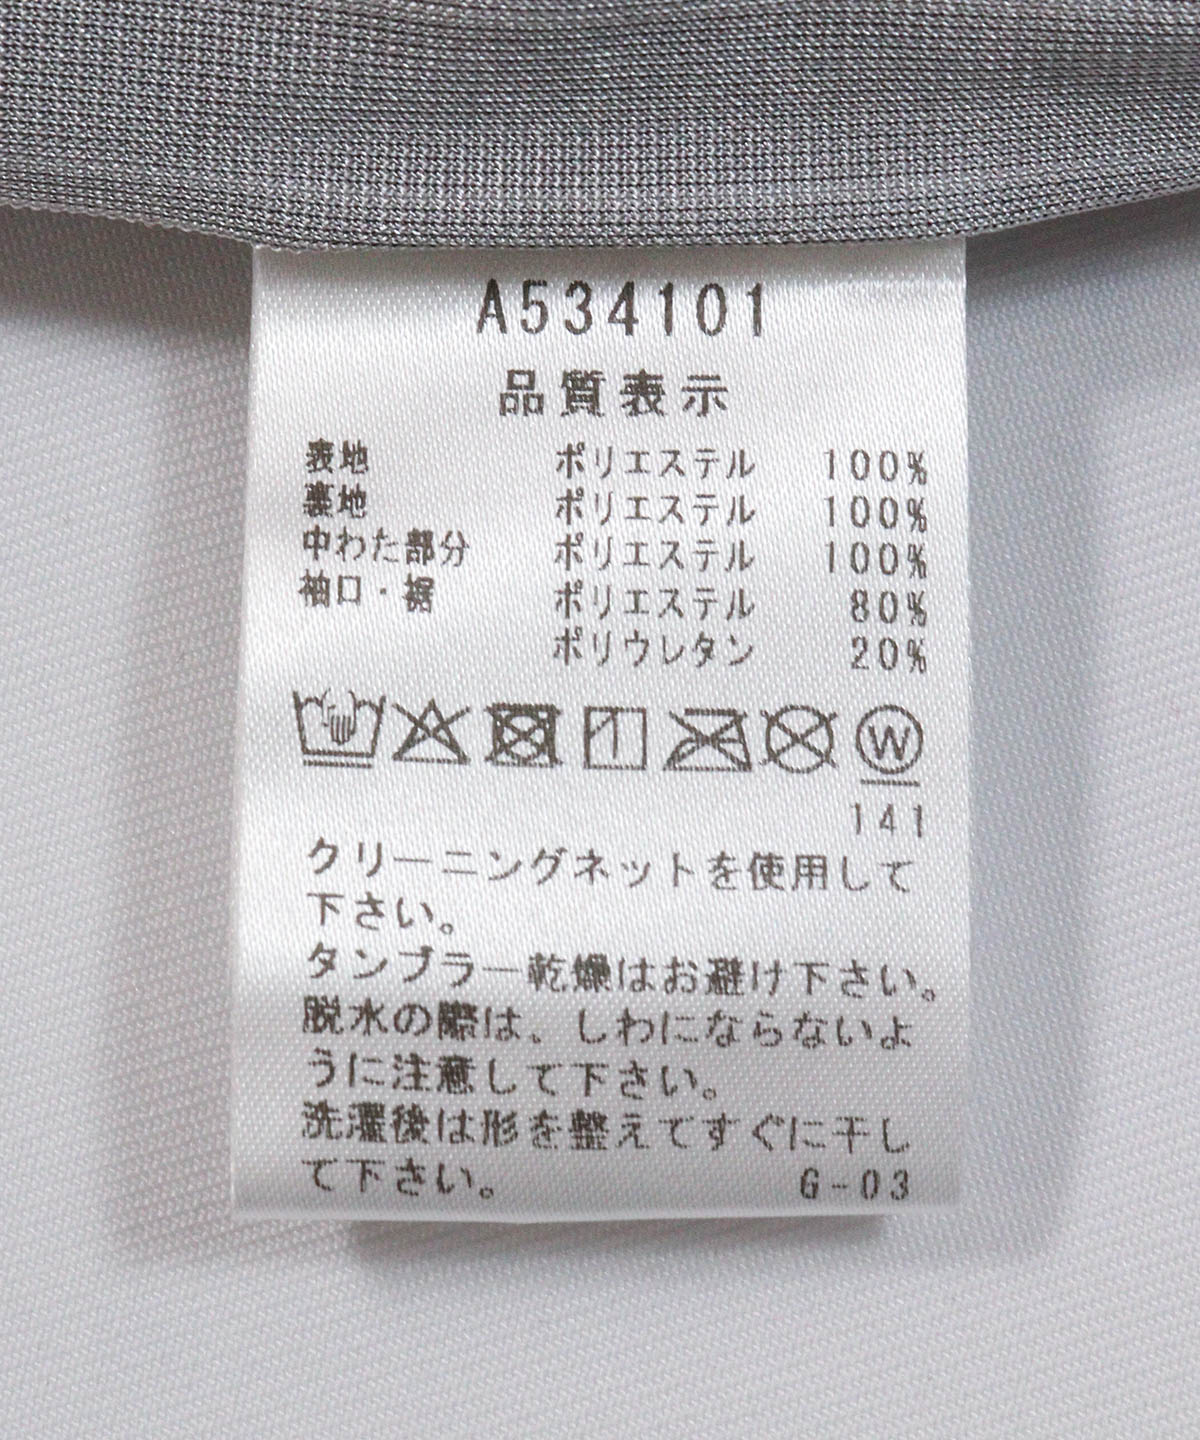 A534101
品質表示
表地 ポリエステル 100%
裏地 ポリエステル 100%
中わた部分 ポリエステル 100%
袖口・裾 ポリエステル 80%
ポリウレタン 20%
W
141
クリーニングネットを使用して
下さい。
タンブラー乾燥はお避け下さい。
脱水の際は、しわにならないよ
うに注意して下さい。
洗濯後は形を整えてすぐに干し
て下さい。 G-03